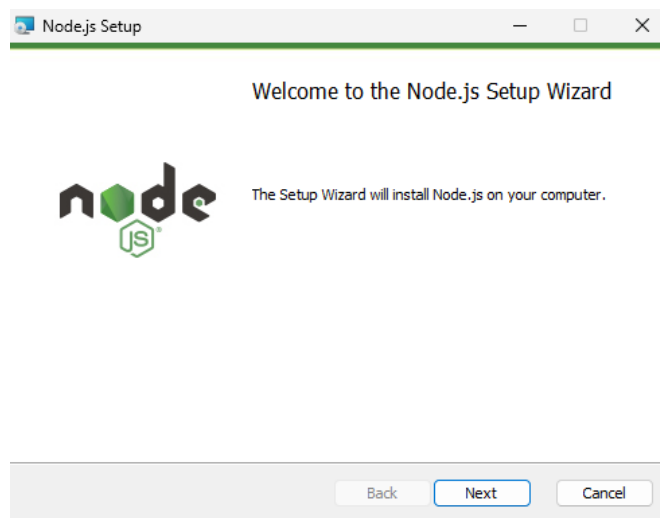 Node.js Setup
Welcome to the Node.js Setup Wizard
The Setup Wizard will install Node.js on your computer.
node
JS®
Back
Next
Cancel